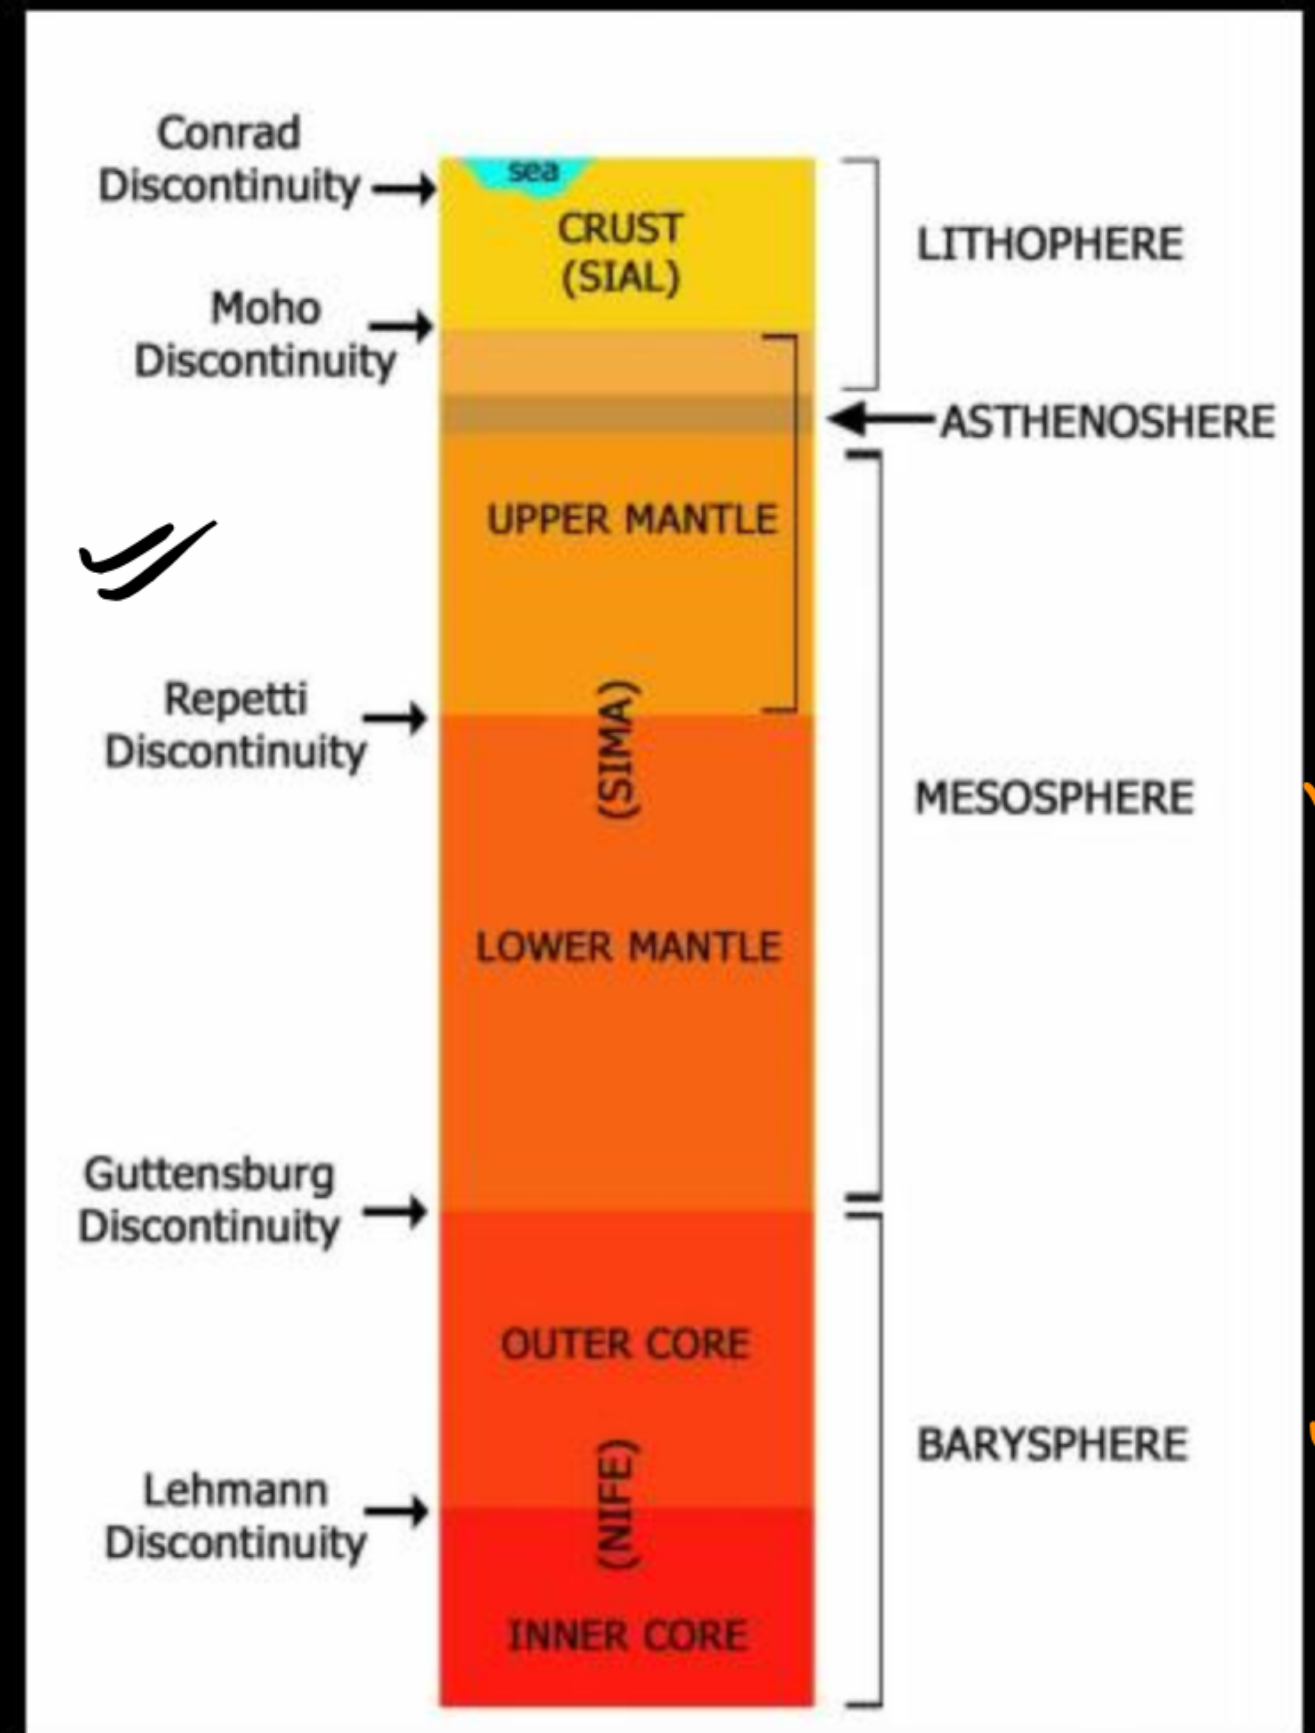 Conrad
Discontinuity
sea
CRUST
(SIAL)
LITHOPHERE
Moho
Discontinuity
ASTHENOSHERE
UPPER MANTLE
Repetti
Discontinuity
(SIMA)
MESOSPHERE
LOWER MANTLE
Guttensburg
Discontinuity
OUTER CORE
BARYSPHERE
Lehmann
Discontinuity
(NIFE)
INNER CORE